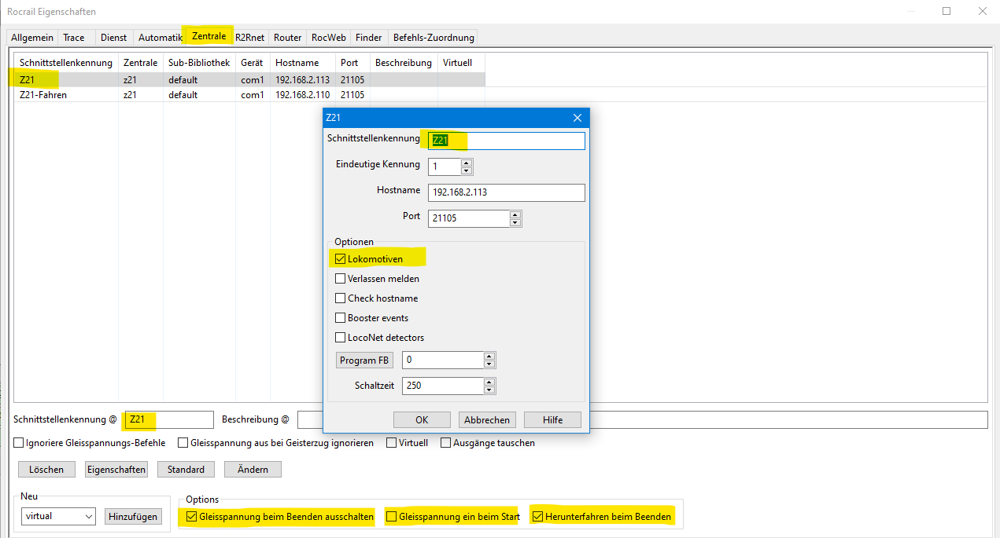 Rocrail Eigenschaften
Allgemein Trace Dienst Automatik Zentrale R2Rnet Router RocWeb Finder Befehls-Zuordnung
Schnittstellenkennung Zentrale Sub-Bibliothek Gerät Hostname Port Beschreibung Virtuell
Z21 z21 default com1 192.168.2.113 21105
Z21-Fahren z21 default com1 192.168.2.110 21105
Z21
Schnittstellenkennung Z21
Eindeutige Kennung 1
Hostname 192.168.2.113
Port 21105
Optionen
Lokomotiven
Verlassen melden
Check hostname
Booster events
LocoNet detectors
Program FB 0
Schaltzeit 250
OK Abbrechen Hilfe
Schnittstellenkennung @ Z21 Beschreibung @
Ignoriere Gleisspannungs-Befehle Gleisspannung aus bei Geisterzug ignorieren Virtuell Ausgänge tauschen
Löschen Eigenschaften Standard Ändern
Neu
virtual Hinzufügen
Options
Gleisspannung beim Beenden ausschalten Gleisspannung ein beim Start Herunterfahren beim Beenden